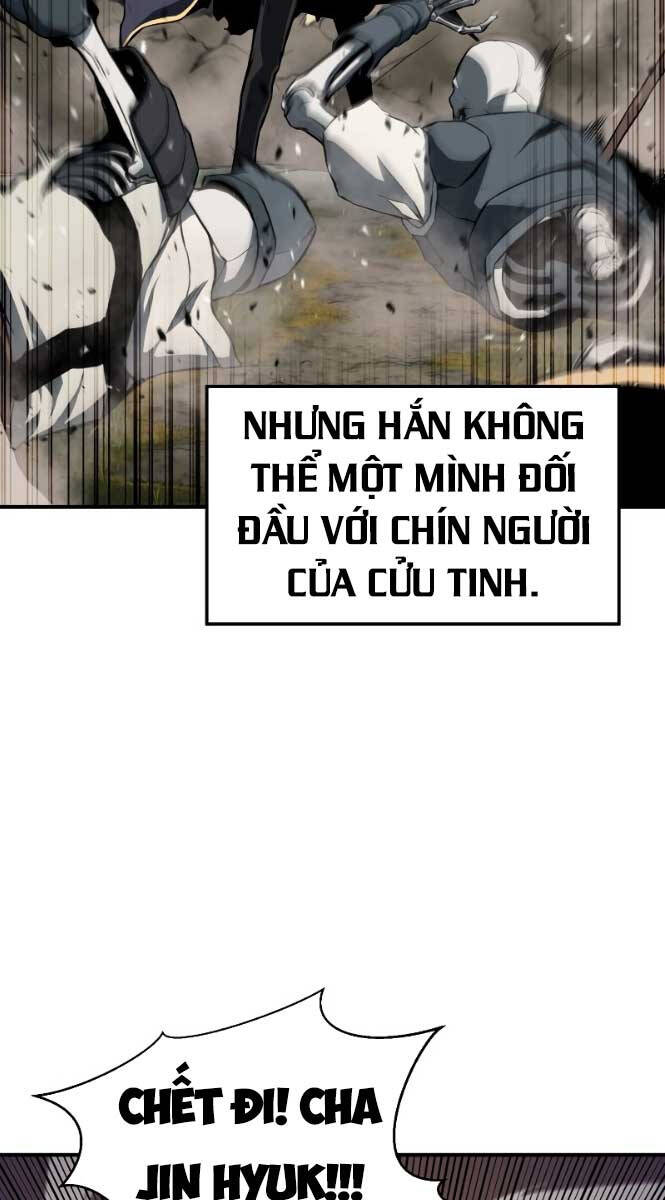 NHƯNG HẮN KHÔNG
THỂ MỘT MÌNH ĐỐI
ĐẦU VỚI CHÍN NGƯỜI
CỦA CỬU TINH.
CHẾT ĐI! CHA
JIN HYUK!!!